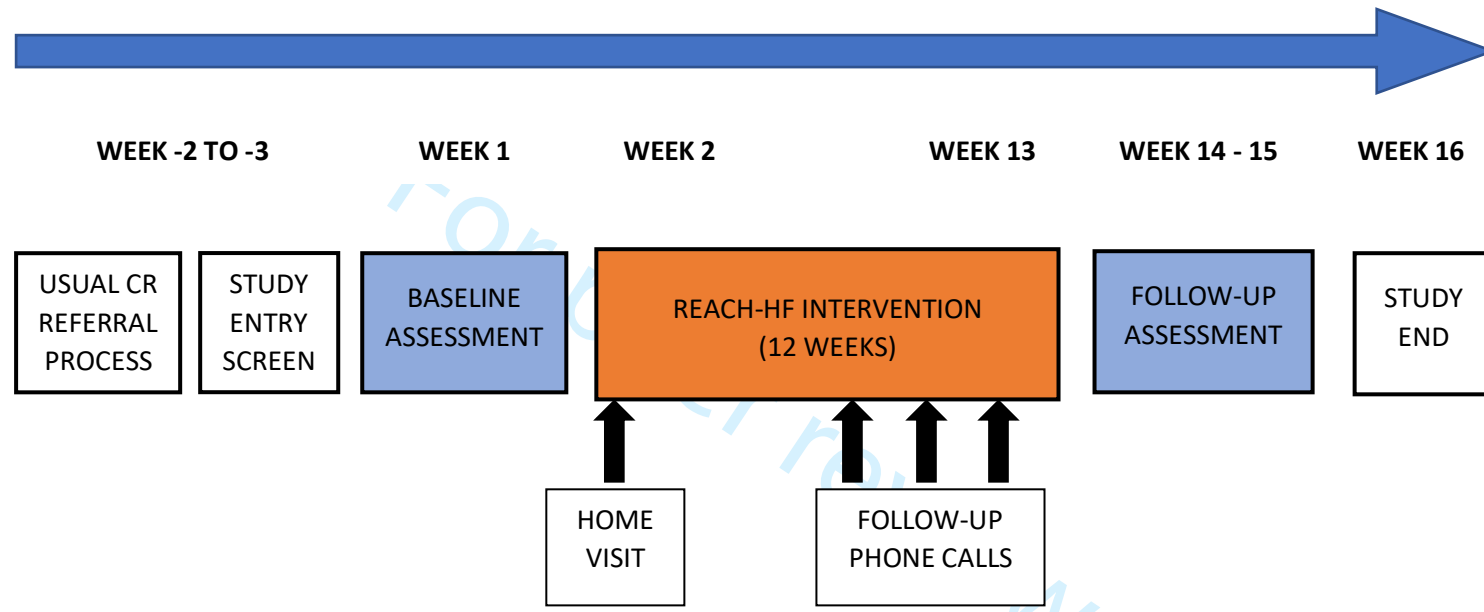 WEEK -2 TO -3
WEEK 1
WEEK 2
WEEK 13
WEEK 14 - 15
WEEK 16
USUAL CR
REFERRAL
PROCESS
STUDY
ENTRY
SCREEN
BASELINE
ASSESSMENT
REACH-HF INTERVENTION
(12 WEEKS)
FOLLOW-UP
ASSESSMENT
STUDY
END
HOME
VISIT
FOLLOW-UP
PHONE CALLS
For